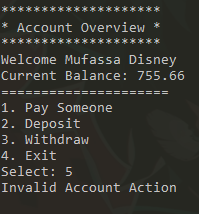 ********************
* Account Overview *
********************
Welcome Mufassa Disney
Current Balance: 755.66
=====================
1. Pay Someone
2. Deposit
3. Withdraw
4. Exit
Select: 5
Invalid Account Action